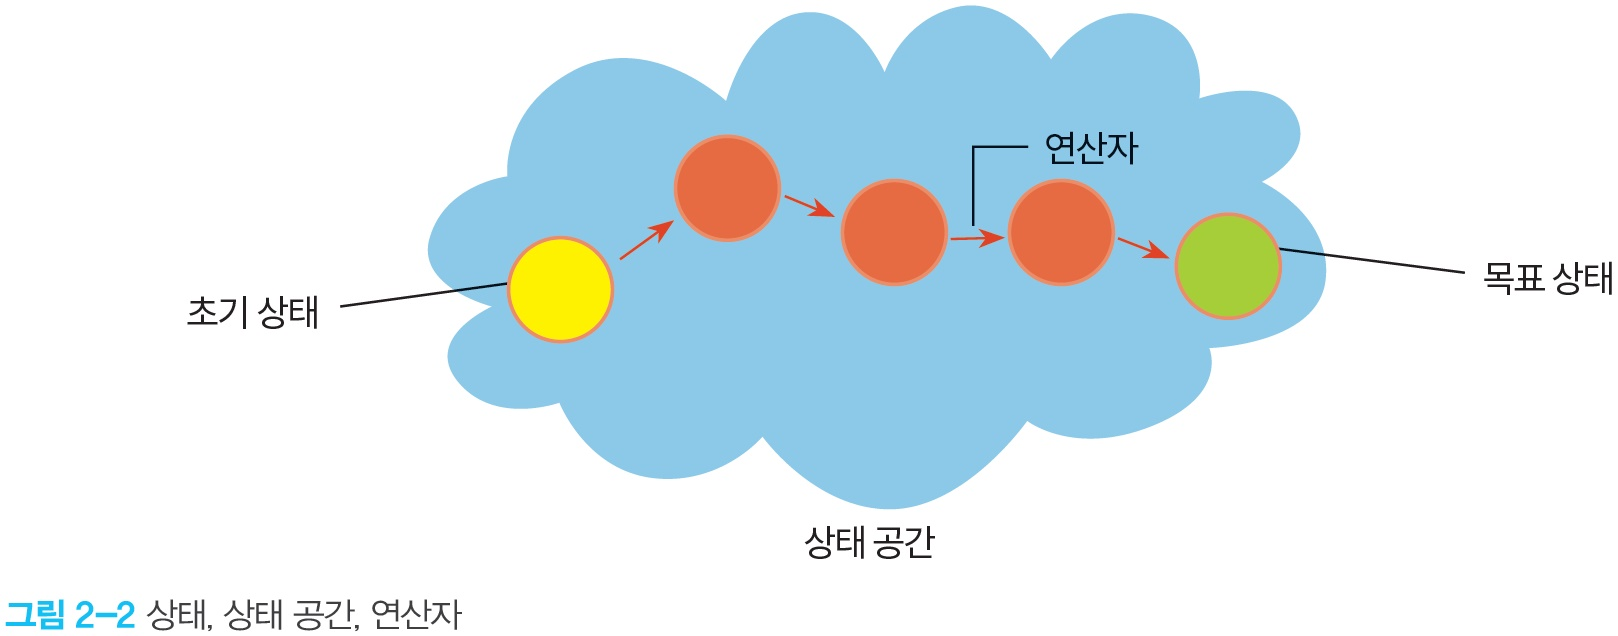 연산자
초기 상태
목표 상태
상태 공간
그림 2-2 상태, 상태 공간, 연산자